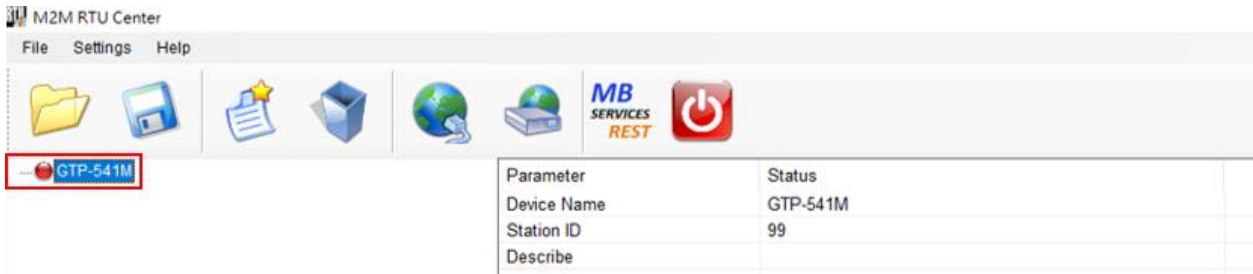 M2M RTU Center
File Settings Help
MB
SERVICES
REST
GTP-541M
Parameter Status
Device Name GTP-541M
Station ID 99
Describe